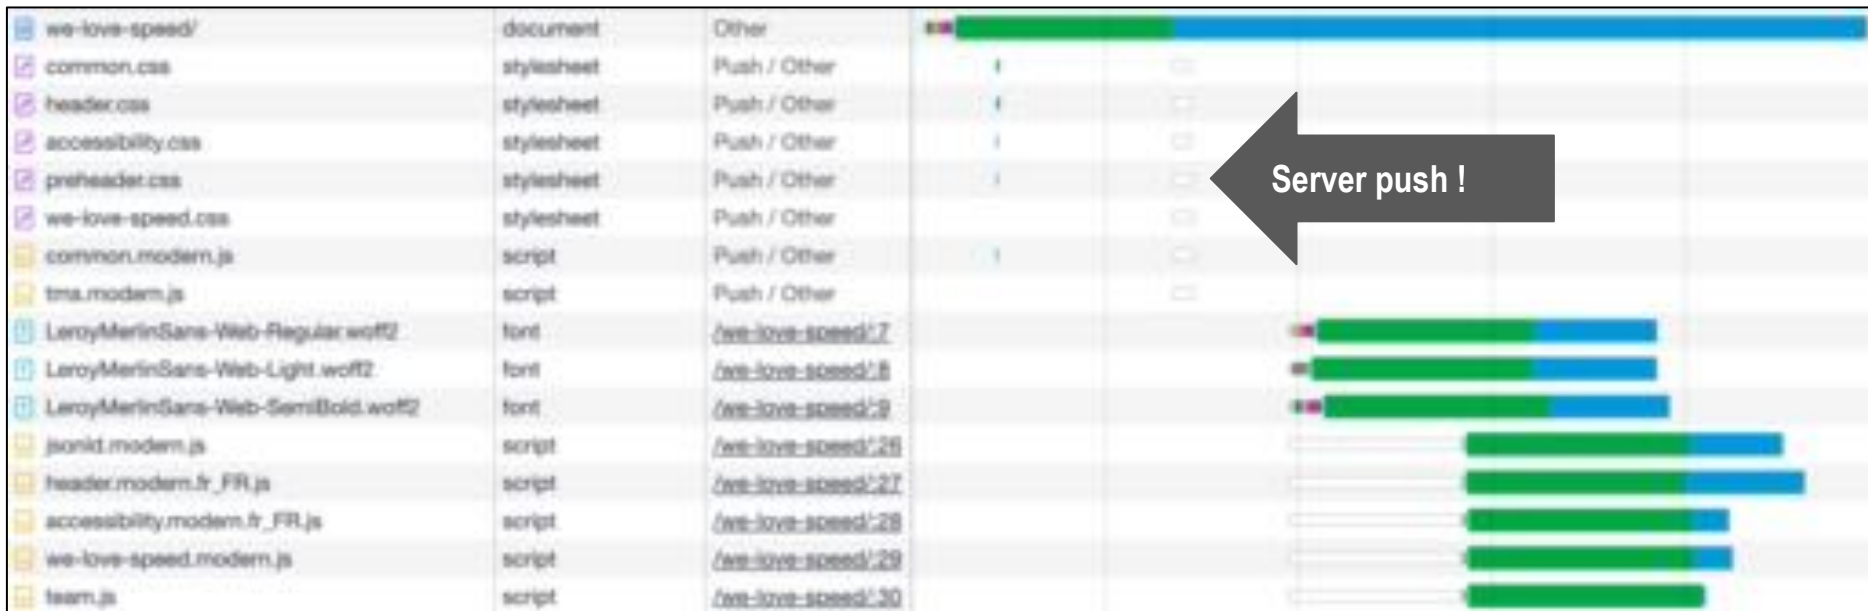 we-love-speed/ document Other
common.css stylesheet Push / Other
header.css stylesheet Push / Other
accessibility.css stylesheet Push / Other
preheader.css stylesheet Push / Other
Server push !
we-love-speed.css stylesheet Push / Other
common.modern.js script Push / Other
tms.modern.js script Push / Other
LeroyMerlinSans-Web-Regular.woff2 font /we-love-speed/:7
LeroyMerlinSans-Web-Light.woff2 font /we-love-speed/:8
LeroyMerlinSans-Web-SemiBold.woff2 font /we-love-speed/:9
jsonld.modern.js script /we-love-speed/:26
header.modern.fr_FR.js script /we-love-speed/:27
accessibility.modern.fr_FR.js script /we-love-speed/:28
we-love-speed.modern.js script /we-love-speed/:29
team.js script /we-love-speed/:30